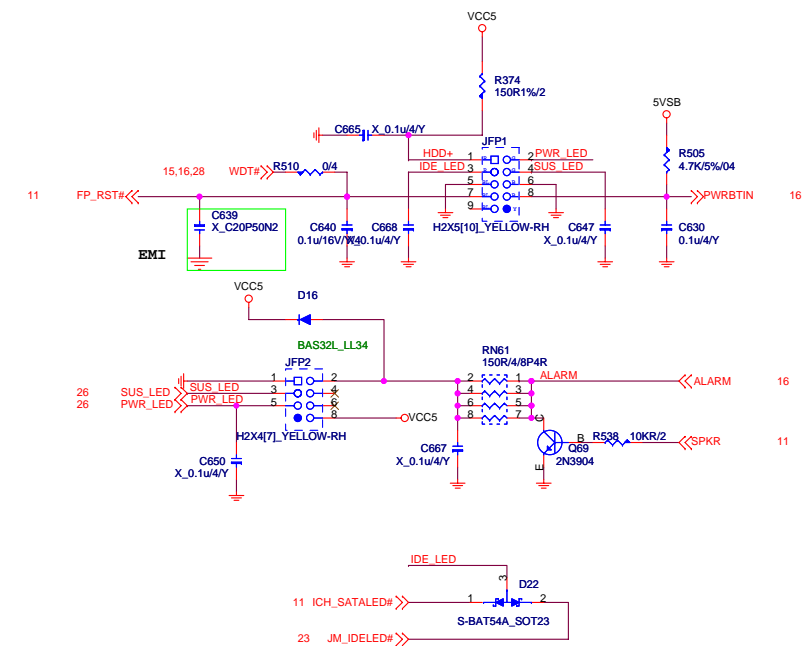 VCC5
R374
150R1%/2
5VSB
C665 X_0.1u/4/Y
JFP1
R505
4.7K/5%/04
HDD+ 1 2 PWR_LED
IDE_LED 3 4 SUS_LED
15,16,28 WDT# R510 0/4
5 6
11 FP_RST# 7 8 PWRBTIN 16
9
C639
X_C20P50N2
C640
0.1u/16V/Y/4
C668
X_0.1u/4/Y
H2X5[10]_YELLOW-RH
C647
X_0.1u/4/Y
C630
0.1u/4/Y
EMI
VCC5
D16
BAS32L_LL34
JFP2
RN61
150R/4/8P4R
1 2 2 1 ALARM ALARM 16
26 SUS_LED SUS_LED 3 4 4 3
26 PWR_LED PWR_LED 5 6 6 5
8 VCC5 8 7
H2X4[7]_YELLOW-RH
C
B R538 10KR/2 SPKR 11
Q69
2N3904
E
C650
X_0.1u/4/Y
C667
X_0.1u/4/Y
IDE_LED
3
D22
11 ICH_SATALED# 1 2
S-BAT54A_SOT23
23 JM_IDELED#